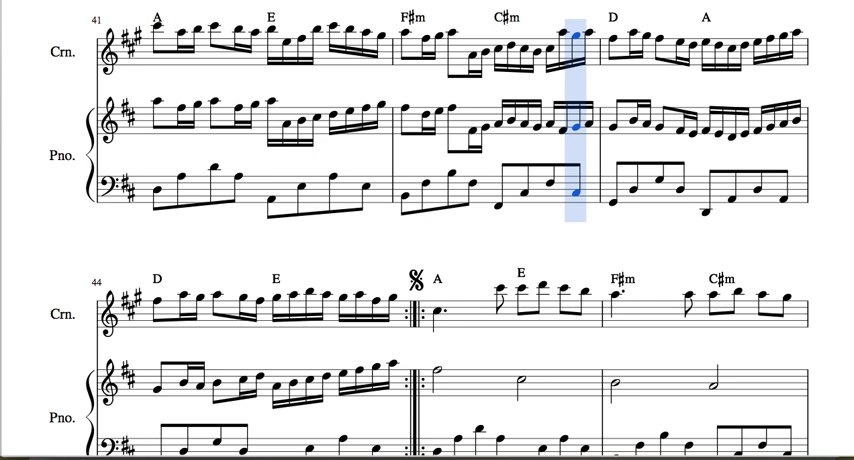 41 A E F♯m C♯m D A
Crn.
Pno.
44 D E A E F♯m C♯m
Crn.
Pno.